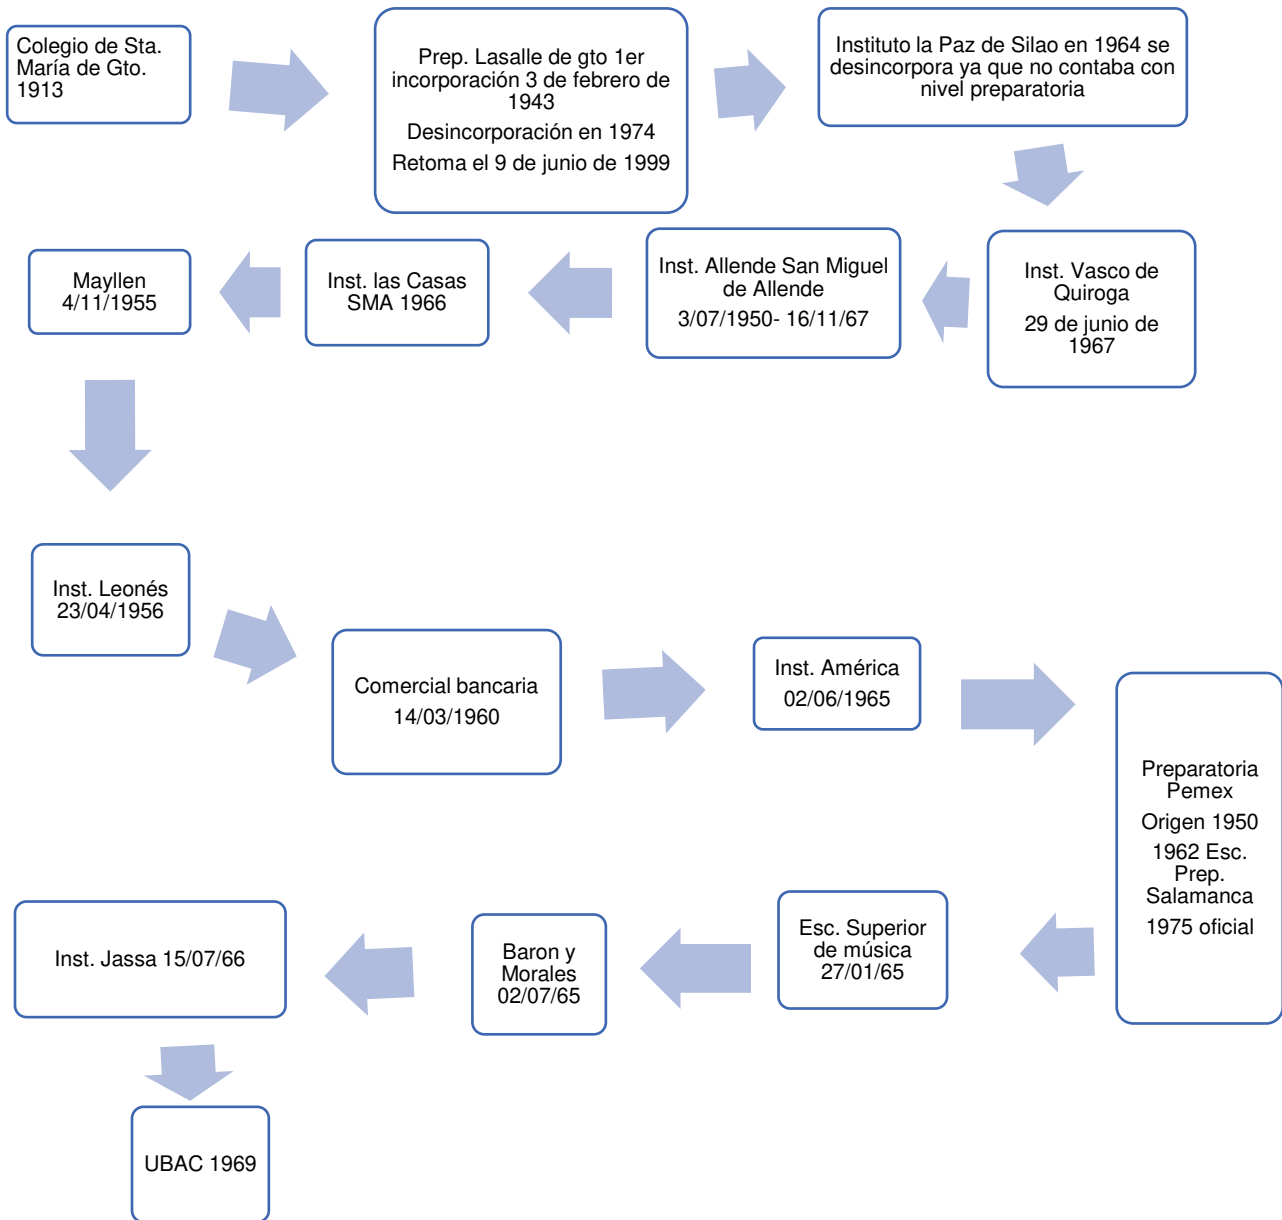 Colegio de Sta.
María de Gto.
1913
Prep. Lasalle de gto 1er
incorporación 3 de febrero de
1943
Desincorporación en 1974
Retoma el 9 de junio de 1999
Instituto la Paz de Silao en 1964 se
desincorpora ya que no contaba con
nivel preparatoria
Inst. Vasco de
Quiroga
29 de junio de
1967
Inst. Allende San Miguel
de Allende
3/07/1950- 16/11/67
Inst. las Casas
SMA 1966
Mayllen
4/11/1955
Inst. Leonés
23/04/1956
Comercial bancaria
14/03/1960
Inst. América
02/06/1965
Preparatoria
Pemex
Origen 1950
1962 Esc.
Prep.
Salamanca
1975 oficial
Esc. Superior
de música
27/01/65
Baron y
Morales
02/07/65
Inst. Jassa 15/07/66
UBAC 1969